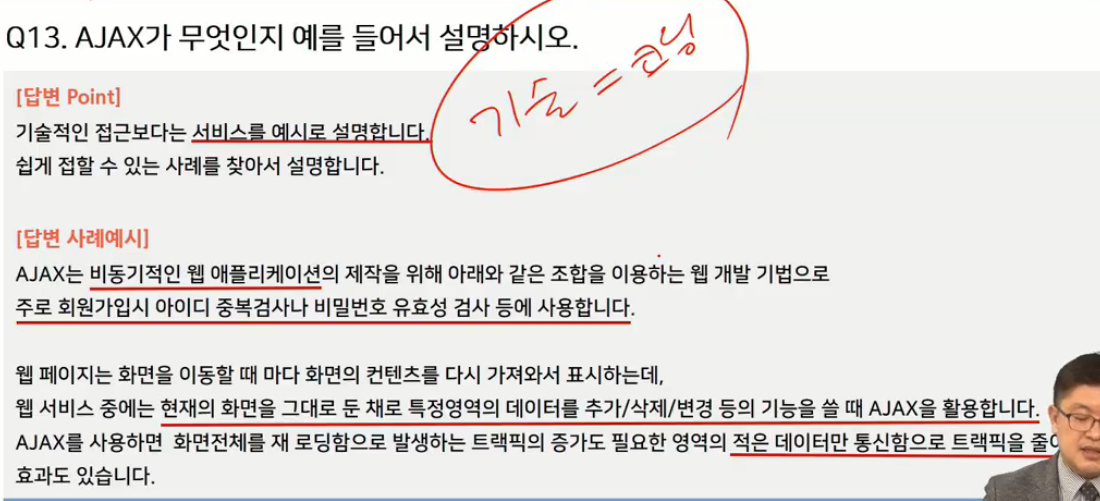 Q13. AJAX가 무엇인지 예를 들어서 설명하시오.
기술 = 코딩
[답변 Point]
기술적인 접근보다는 서비스를 예시로 설명합니다.
쉽게 접할 수 있는 사례를 찾아서 설명합니다.
[답변 사례예시]
AJAX는 비동기적인 웹 애플리케이션의 제작을 위해 아래와 같은 조합을 이용하는 웹 개발 기법으로
주로 회원가입시 아이디 중복검사나 비밀번호 유효성 검사 등에 사용합니다.
웹 페이지는 화면을 이동할 때 마다 화면의 컨텐츠를 다시 가져와서 표시하는데,
웹 서비스 중에는 현재의 화면을 그대로 둔 채로 특정영역의 데이터를 추가/삭제/변경 등의 기능을 쓸 때 AJAX을 활용합니다.
AJAX를 사용하면 화면전체를 재 로딩함으로 발생하는 트랙픽의 증가도 필요한 영역의 적은 데이터만 통신함으로 트랙픽을
효과도 있습니다.